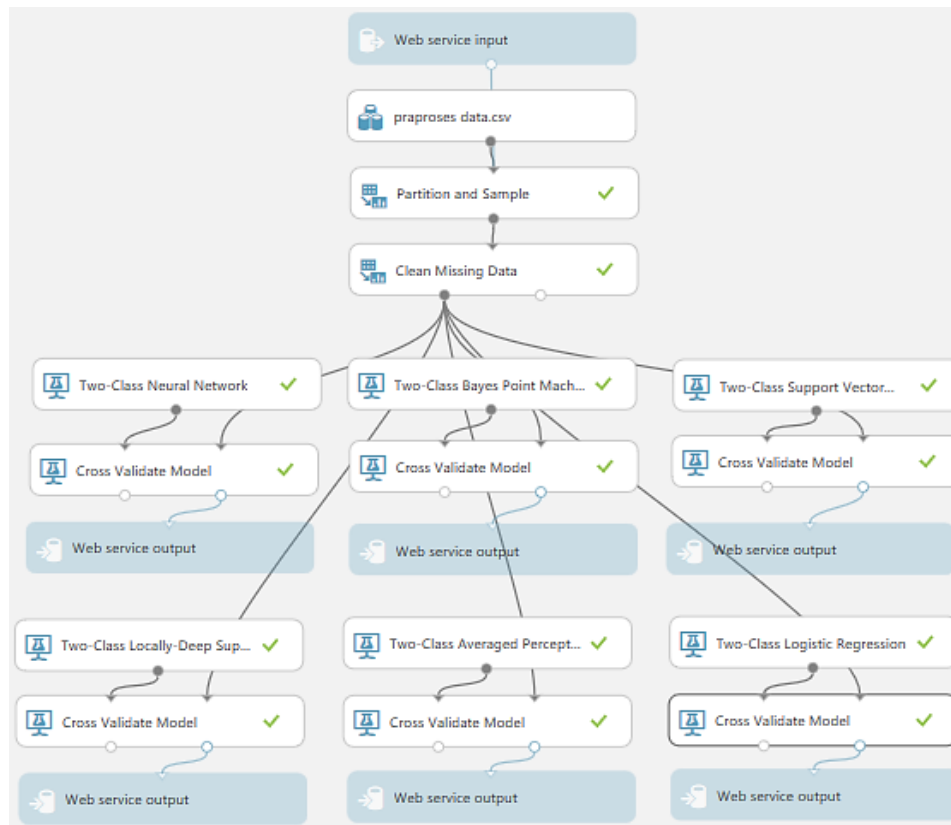 Web service input
praproses data.csv
Partition and Sample
Clean Missing Data
Two-Class Neural Network
Two-Class Bayes Point Mach...
Two-Class Support Vector...
Cross Validate Model
Cross Validate Model
Cross Validate Model
Web service output
Web service output
Web service output
Two-Class Locally-Deep Sup...
Two-Class Averaged Percept...
Two-Class Logistic Regression
Cross Validate Model
Cross Validate Model
Cross Validate Model
Web service output
Web service output
Web service output